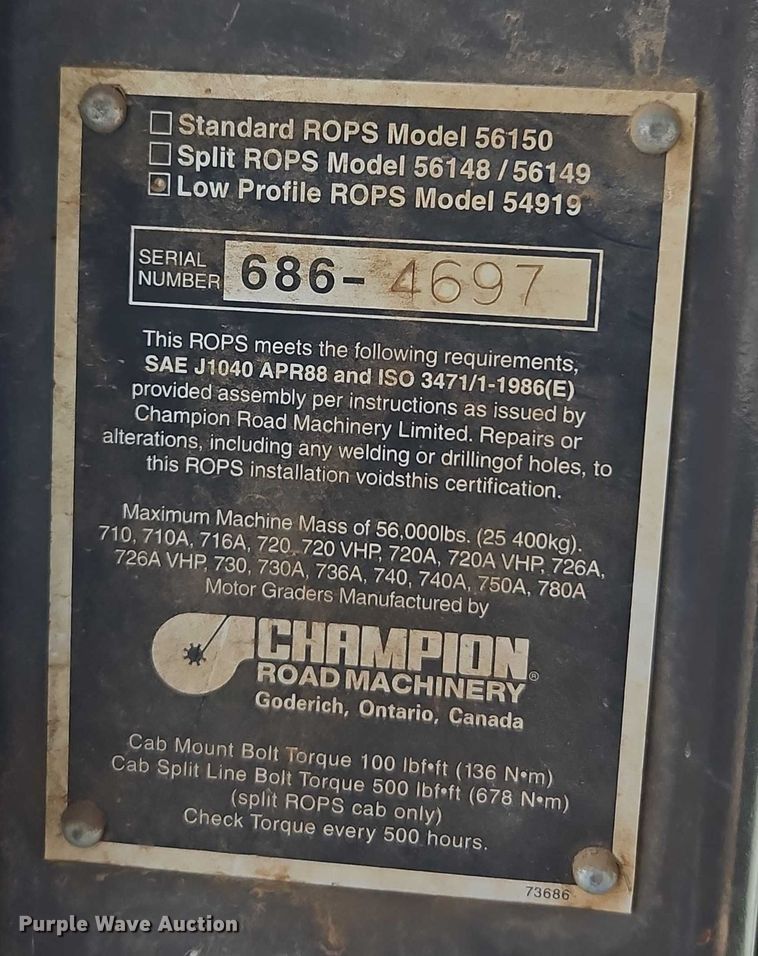 Standard ROPS Model 56150
Split ROPS Model 56148 / 56149
Low Profile ROPS Model 54919
SERIAL NUMBER 686-4697
This ROPS meets the following requirements,
SAE J1040 APR88 and ISO 3471/1-1986(E)
provided assembly per instructions as issued by
Champion Road Machinery Limited. Repairs or
alterations, including any welding or drillingof holes, to
this ROPS installation voidsthis certification.
Maximum Machine Mass of 56,000lbs. (25 400kg).
710, 710A, 716A, 720, 720 VHP, 720A, 720A VHP, 726A,
726A VHP, 730, 730A, 736A, 740, 740A, 750A, 780A
Motor Graders Manufactured by
CHAMPION®
ROAD MACHINERY
Goderich, Ontario, Canada
Cab Mount Bolt Torque 100 lbf•ft (136 N•m)
Cab Split Line Bolt Torque 500 lbf•ft (678 N•m)
(split ROPS cab only)
Check Torque every 500 hours.
73686
Purple Wave Auction